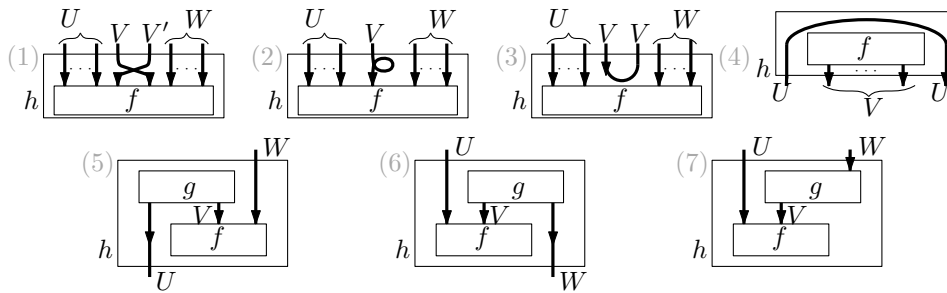 U V V′ W U V W U V V W
(1) (2) (3) (4) f
... ... ... ... ... ... h ...
h f h f h f U V U
(5) W (6) U (7) U W
g g g
V V V
h f h f h f
U W